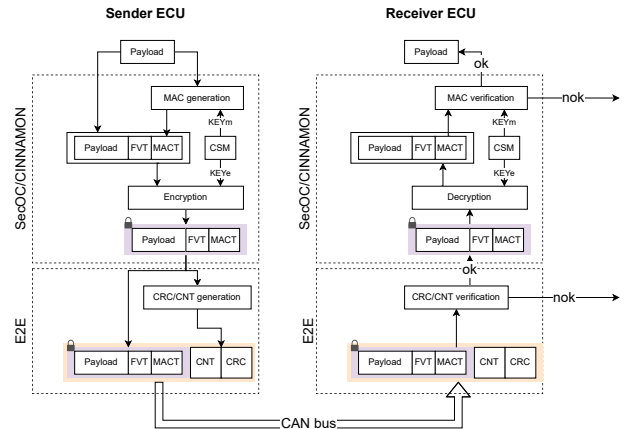 Sender ECU
Payload
SecOC/CINNAMON
MAC generation
KEYm
Payload FVT MACT
CSM
KEYe
Encryption
Payload FVT MACT
E2E
CRC/CNT generation
Payload FVT MACT CNT CRC
Receiver ECU
Payload
ok
SecOC/CINNAMON
MAC verification
nok
KEYm
Payload FVT MACT
CSM
KEYe
Decryption
Payload FVT MACT
ok
E2E
CRC/CNT verification
nok
Payload FVT MACT CNT CRC
CAN bus